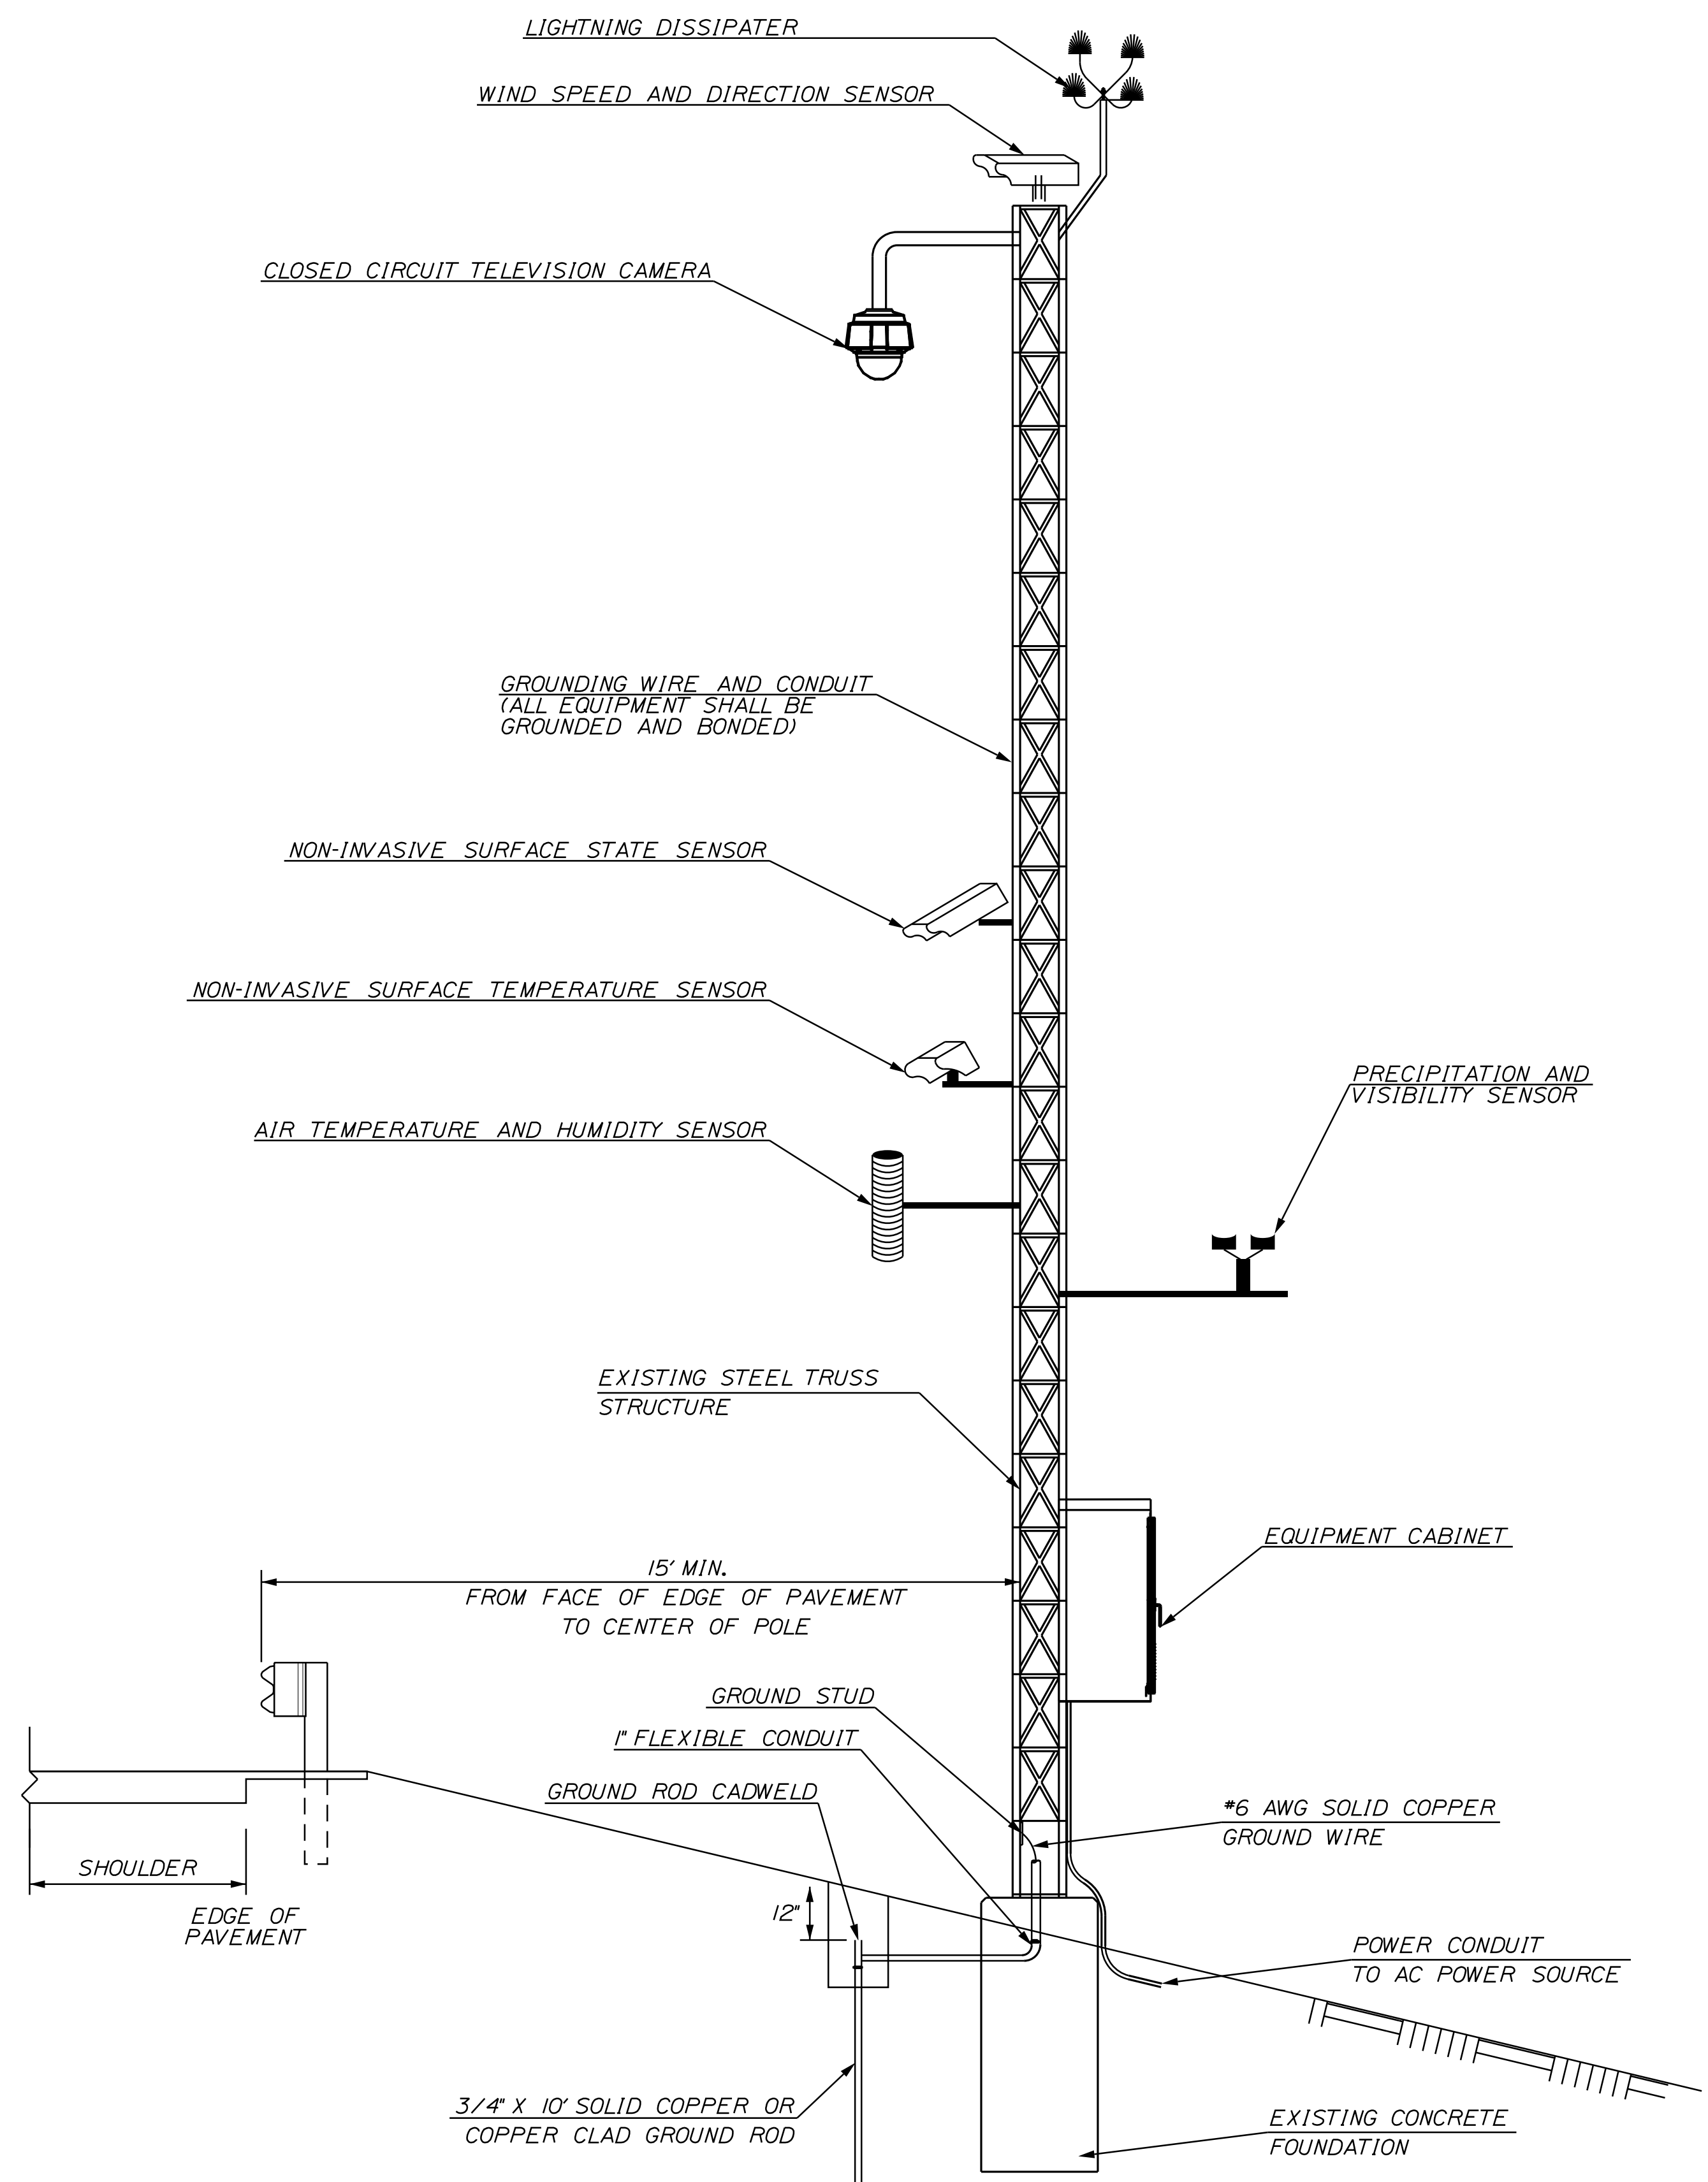 LIGHTNING DISSIPATER
WIND SPEED AND DIRECTION SENSOR
CLOSED CIRCUIT TELEVISION CAMERA
GROUNDING WIRE AND CONDUIT
(ALL EQUIPMENT SHALL BE
GROUNDED AND BONDED)
NON-INVASIVE SURFACE STATE SENSOR
NON-INVASIVE SURFACE TEMPERATURE SENSOR
PRECIPITATION AND
VISIBILITY SENSOR
AIR TEMPERATURE AND HUMIDITY SENSOR
EXISTING STEEL TRUSS
STRUCTURE
EQUIPMENT CABINET
15' MIN.
FROM FACE OF EDGE OF PAVEMENT
TO CENTER OF POLE
GROUND STUD
1" FLEXIBLE CONDUIT
GROUND ROD CADWELD
#6 AWG SOLID COPPER
GROUND WIRE
SHOULDER
EDGE OF
PAVEMENT
12"
POWER CONDUIT
TO AC POWER SOURCE
3/4" X 10' SOLID COPPER OR
COPPER CLAD GROUND ROD
EXISTING CONCRETE
FOUNDATION